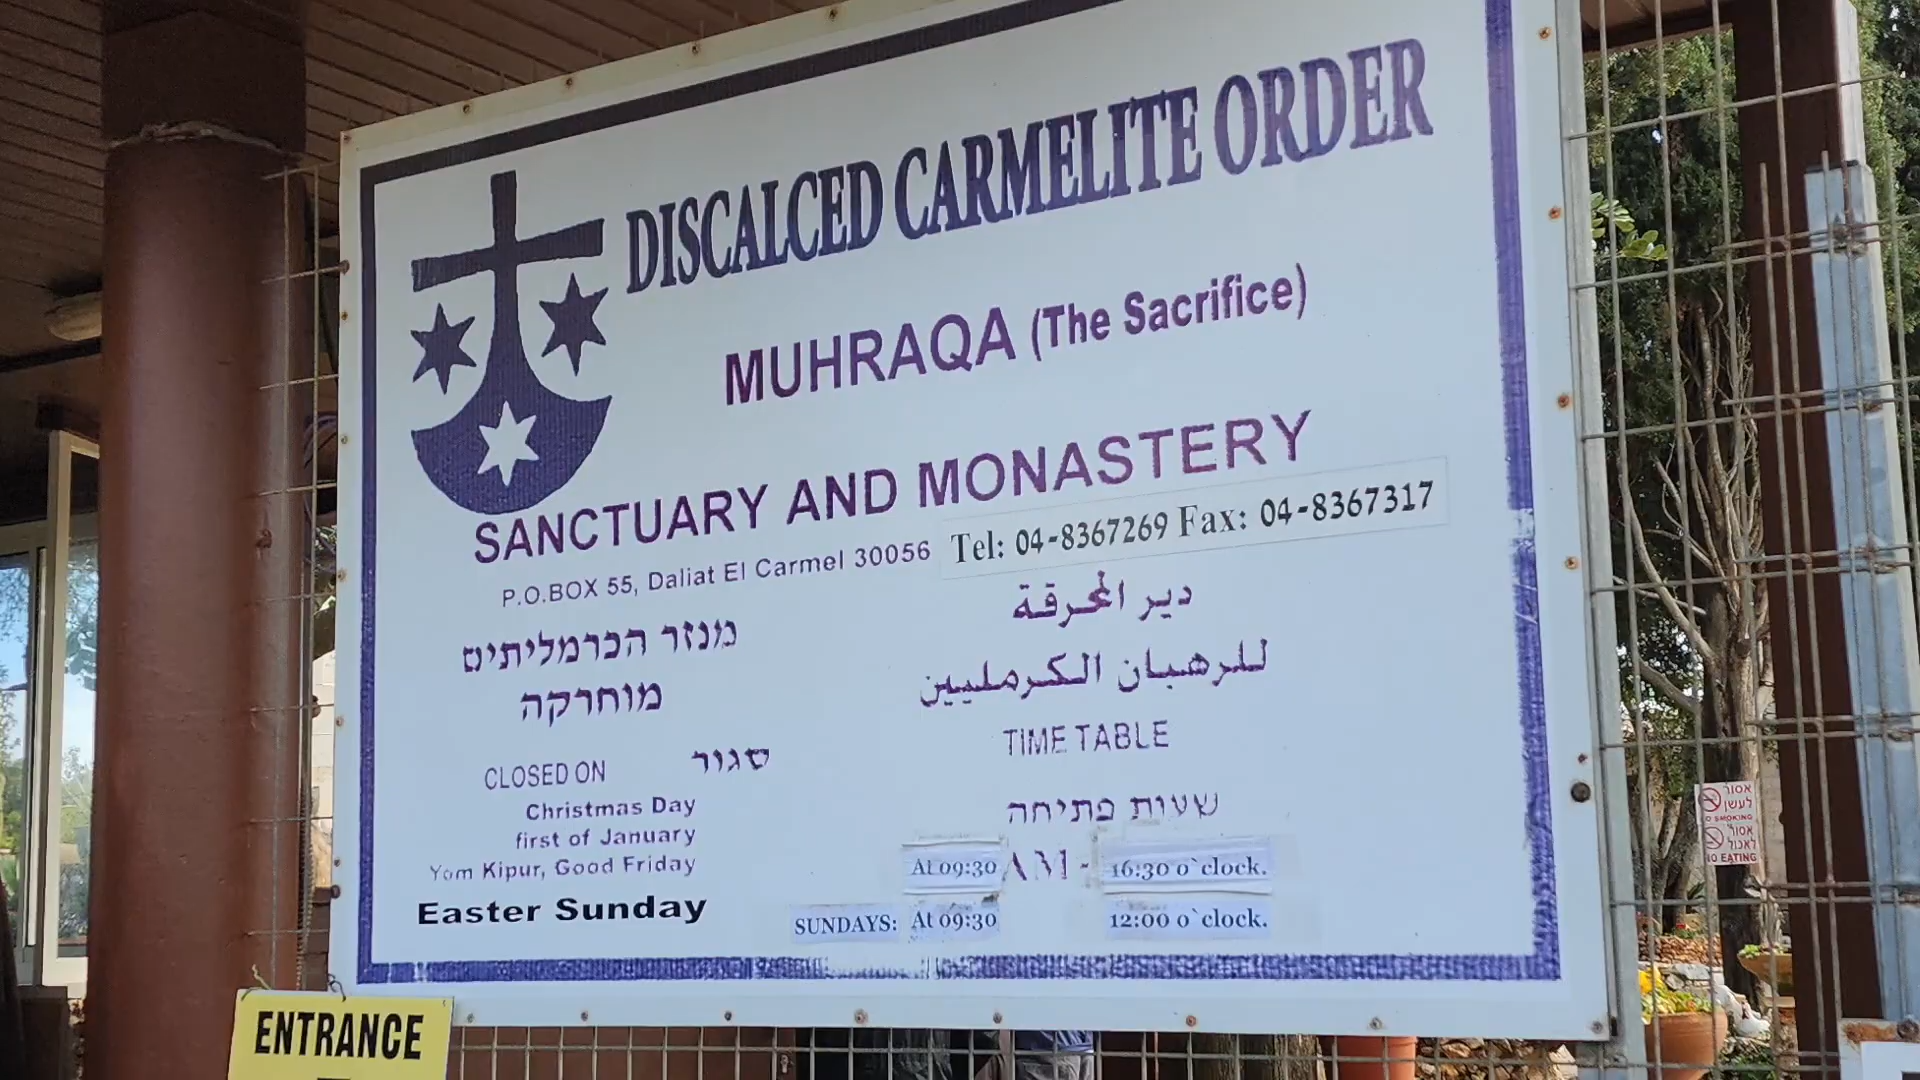 DISCALCED CARMELITE ORDER
MUHRAQA (The Sacrifice)
SANCTUARY AND MONASTERY
P.O.BOX 55, Daliat El Carmel 30056 Tel: 04-8367269 Fax: 04-8367317
מנזר הכרמליתים
מוחרקה
دير المحرقة
للرهبان الكرمليين
CLOSED ON סגור
Christmas Day
first of January
Yom Kipur, Good Friday
Easter Sunday
TIME TABLE
שעות פתיחה
At 09:30 AM - 16:30 o`clock.
SUNDAYS: At 09:30 12:00 o`clock.
ENTRANCE
אסור
לעשן
NO SMOKING
אסור
לאכול
NO EATING